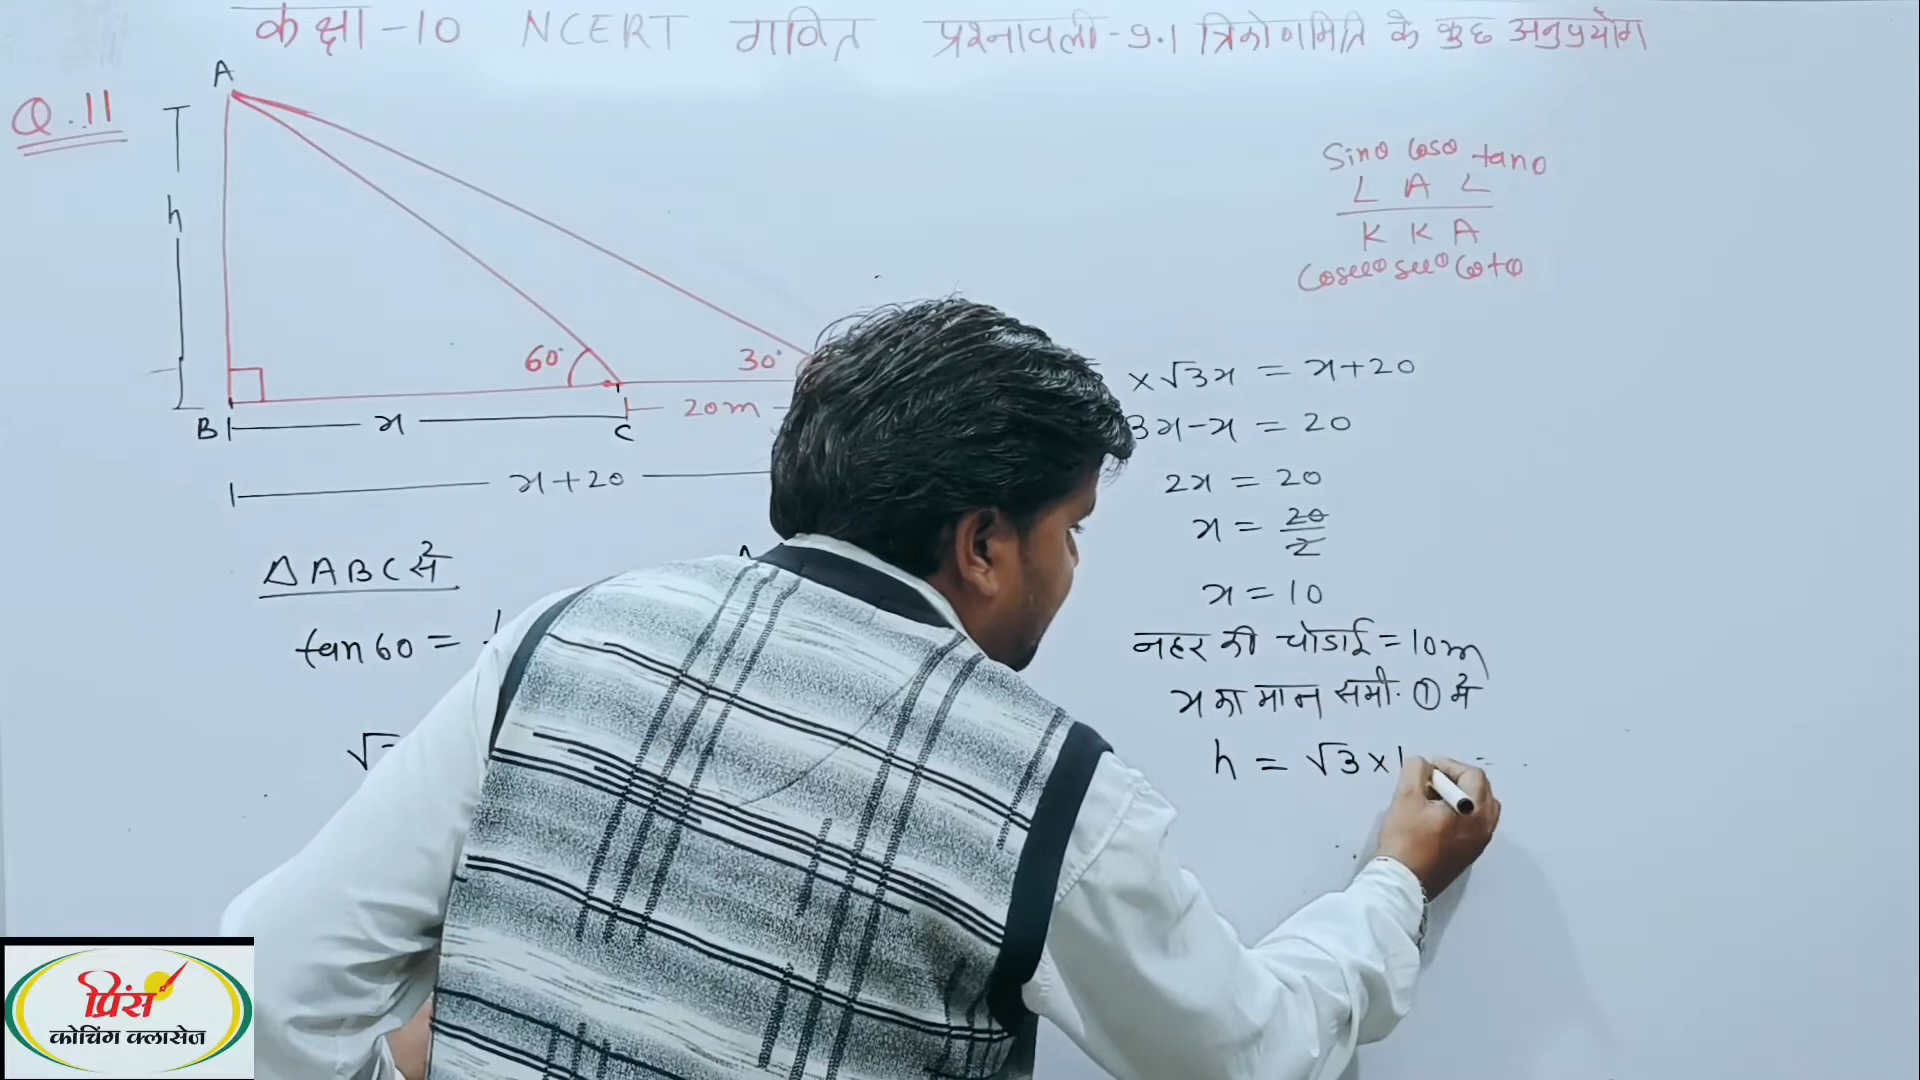 कक्षा -10 NCERT गणित प्रश्नावली-9.1 त्रिकोणमिति के कुछ अनुप्रयोग
Q.11
A
h
60°
30°
B
x
C
20m
x+20
Sinθ Cosθ tanθ
L A L
K K A
Cosecθ secθ Cotθ
×√3x = x+20
3x-x = 20
2x = 20
x = 20/2
x = 10
नहर की चोडाई = 10m
x का मान समी. ① में
h = √3×1
△ABC में
tan60 =
प्रिंस
कोचिंग क्लासेज